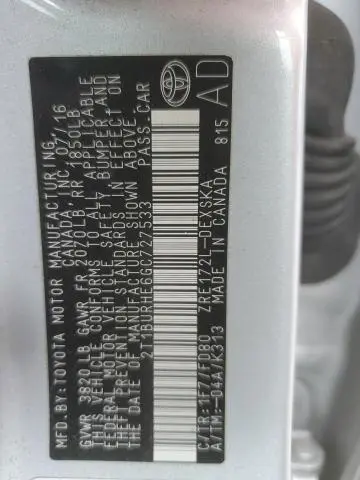 MFD.BY:TOYOTA MOTOR MANUFACTURING
CANADA,INC. 07/16
GVWR 3820LB GAWR FR 2070LB RR 1850LB
THIS VEHICLE CONFORMS TO ALL APPLICABLE
FEDERAL MOTOR VEHICLE SAFETY, BUMPER,AND
THEFT PREVENTION STANDARDS IN EFFECT ON
THE DATE OF MANUFACTURE SHOWN ABOVE.
2T1BURHE6GC727533 PASS.CAR
C/TR:1F7/FD80 ZRE172L-DEXSKA
A/TM:-04A/K313 MADE IN CANADA 815
AD